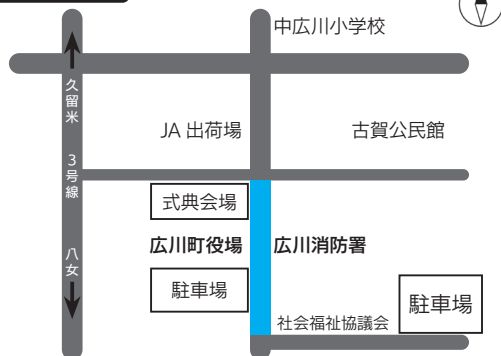 中広川小学校
久留米
JA 出荷場
古賀公民館
3号線
式典会場
広川町役場
広川消防署
八女
駐車場
駐車場
社会福祉協議会